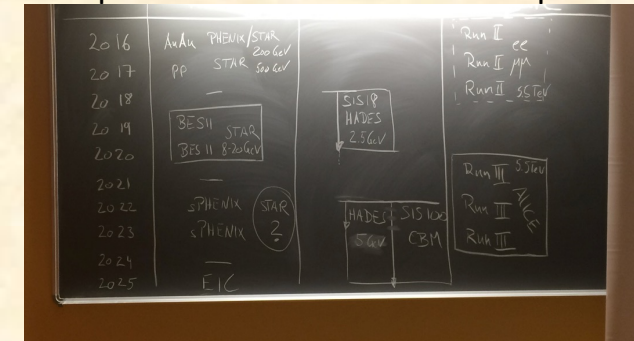 2016 AuAu PHENIX/STAR Run II
200 GeV ee
2017 pp STAR 500 GeV Run II μμ
2018 — SIS18 Run II 5.5 TeV
2019 BES II STAR HADES
2020 BES II 8-20 GeV 2.5 GeV
2021 — Run III 5.5 TeV
2022 sPHENIX STAR HADES SIS100 Run II ALICE
2023 sPHENIX ? 5 GeV CBM Run III
2024 —
2025 EIC